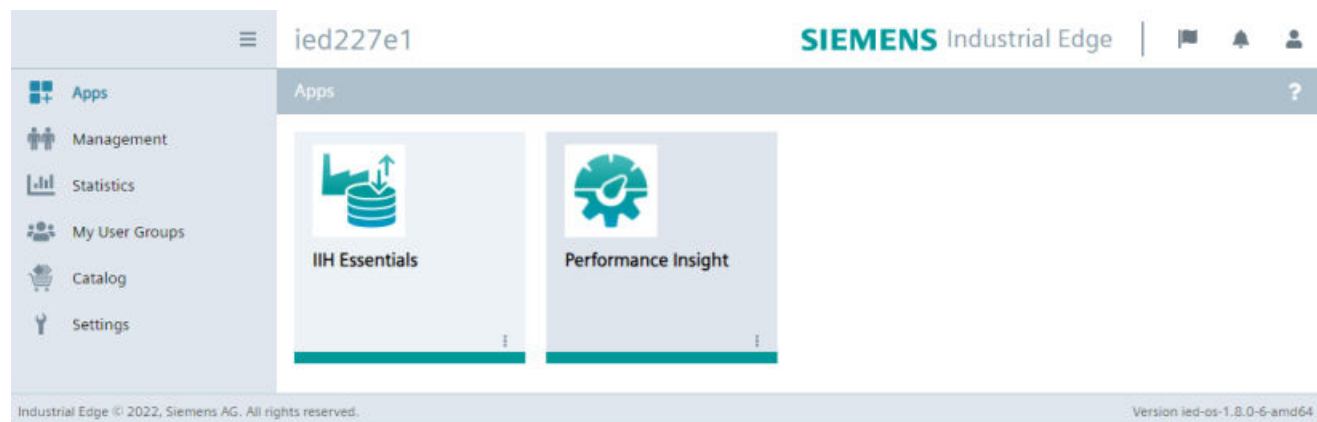 ied227e1
SIEMENS Industrial Edge
Apps
Apps
?
Management
Statistics
My User Groups
Catalog
Settings
IIH Essentials
Performance Insight
Industrial Edge © 2022, Siemens AG. All rights reserved.
Version ied-os-1.8.0-6-amd64